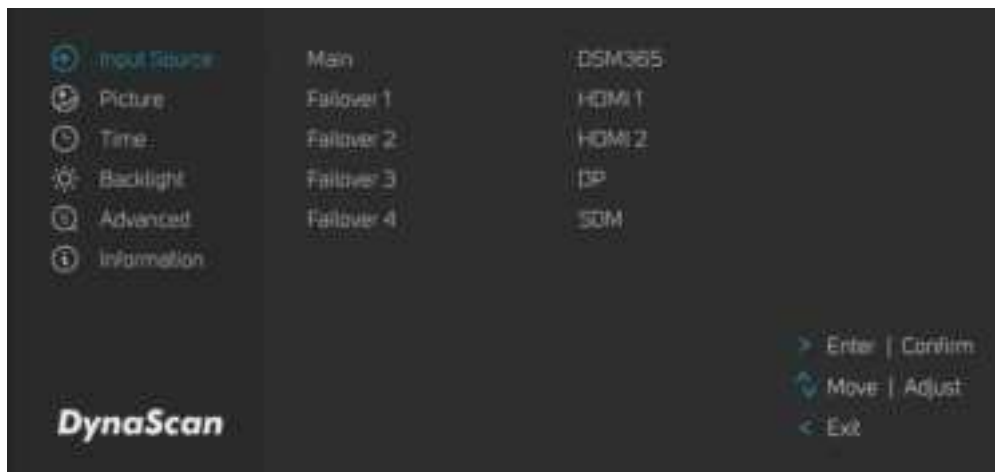 Input Source Main DSM365
Picture Failover 1 HDMI 1
Time Failover 2 HDMI 2
Backlight Failover 3 DP
Advanced Failover 4 SDM
Information
> Enter | Confirm
Move | Adjust
< Exit
DynaScan